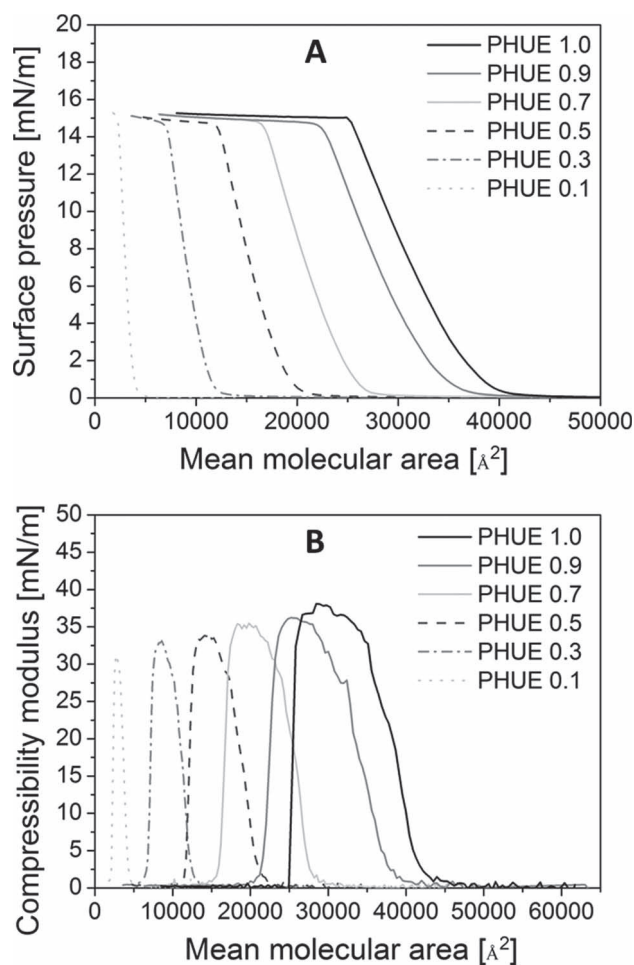 A
Surface pressure [mN/m]
20
18
16
14
12
10
8
6
4
2
0
PHUE 1.0
PHUE 0.9
PHUE 0.7
PHUE 0.5
PHUE 0.3
PHUE 0.1
0 10000 20000 30000 40000 50000
Mean molecular area [Å²]
B
Compressibility modulus [mN/m]
50
45
40
35
30
25
20
15
10
5
0
PHUE 1.0
PHUE 0.9
PHUE 0.7
PHUE 0.5
PHUE 0.3
PHUE 0.1
0 10000 20000 30000 40000 50000 60000
Mean molecular area [Å²]